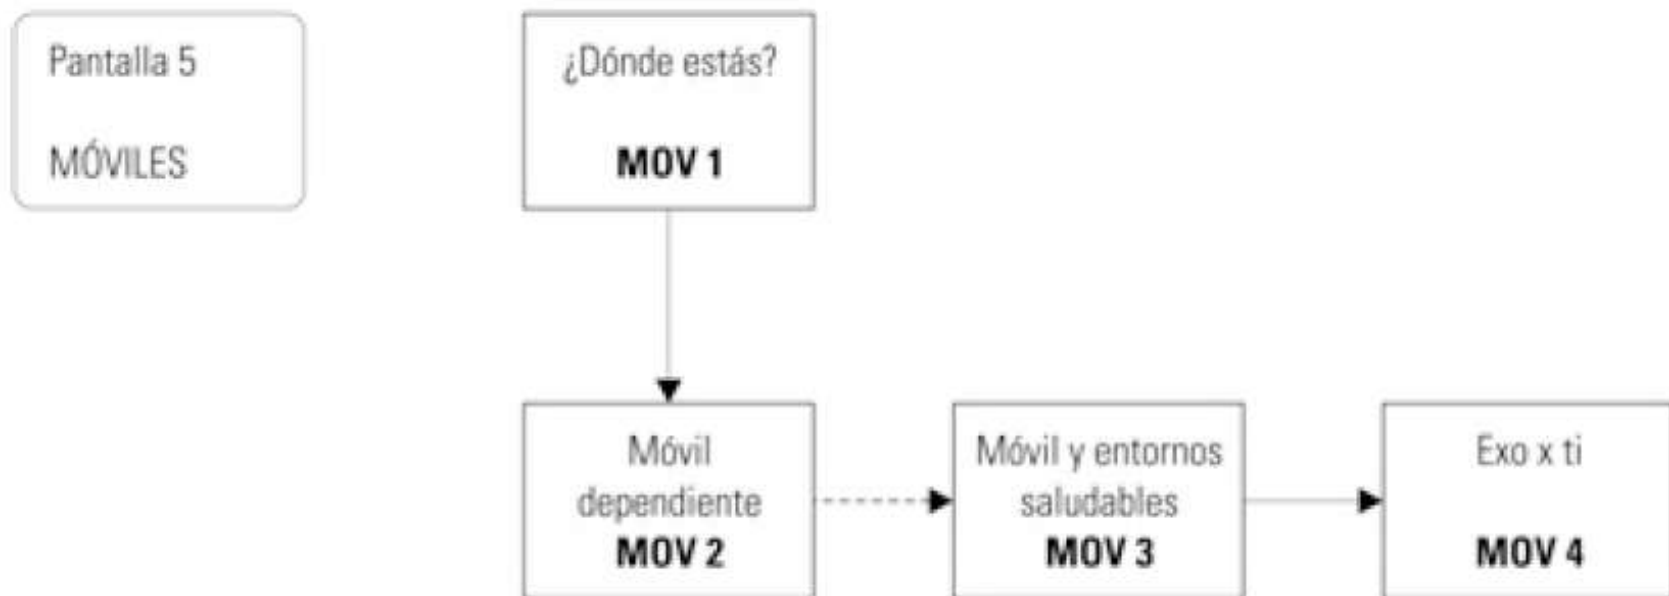 Pantalla 5
MÓVILES
¿Dónde estás?
MOV 1
Móvil
dependiente
MOV 2
Móvil y entornos
saludables
MOV 3
Exo x ti
MOV 4